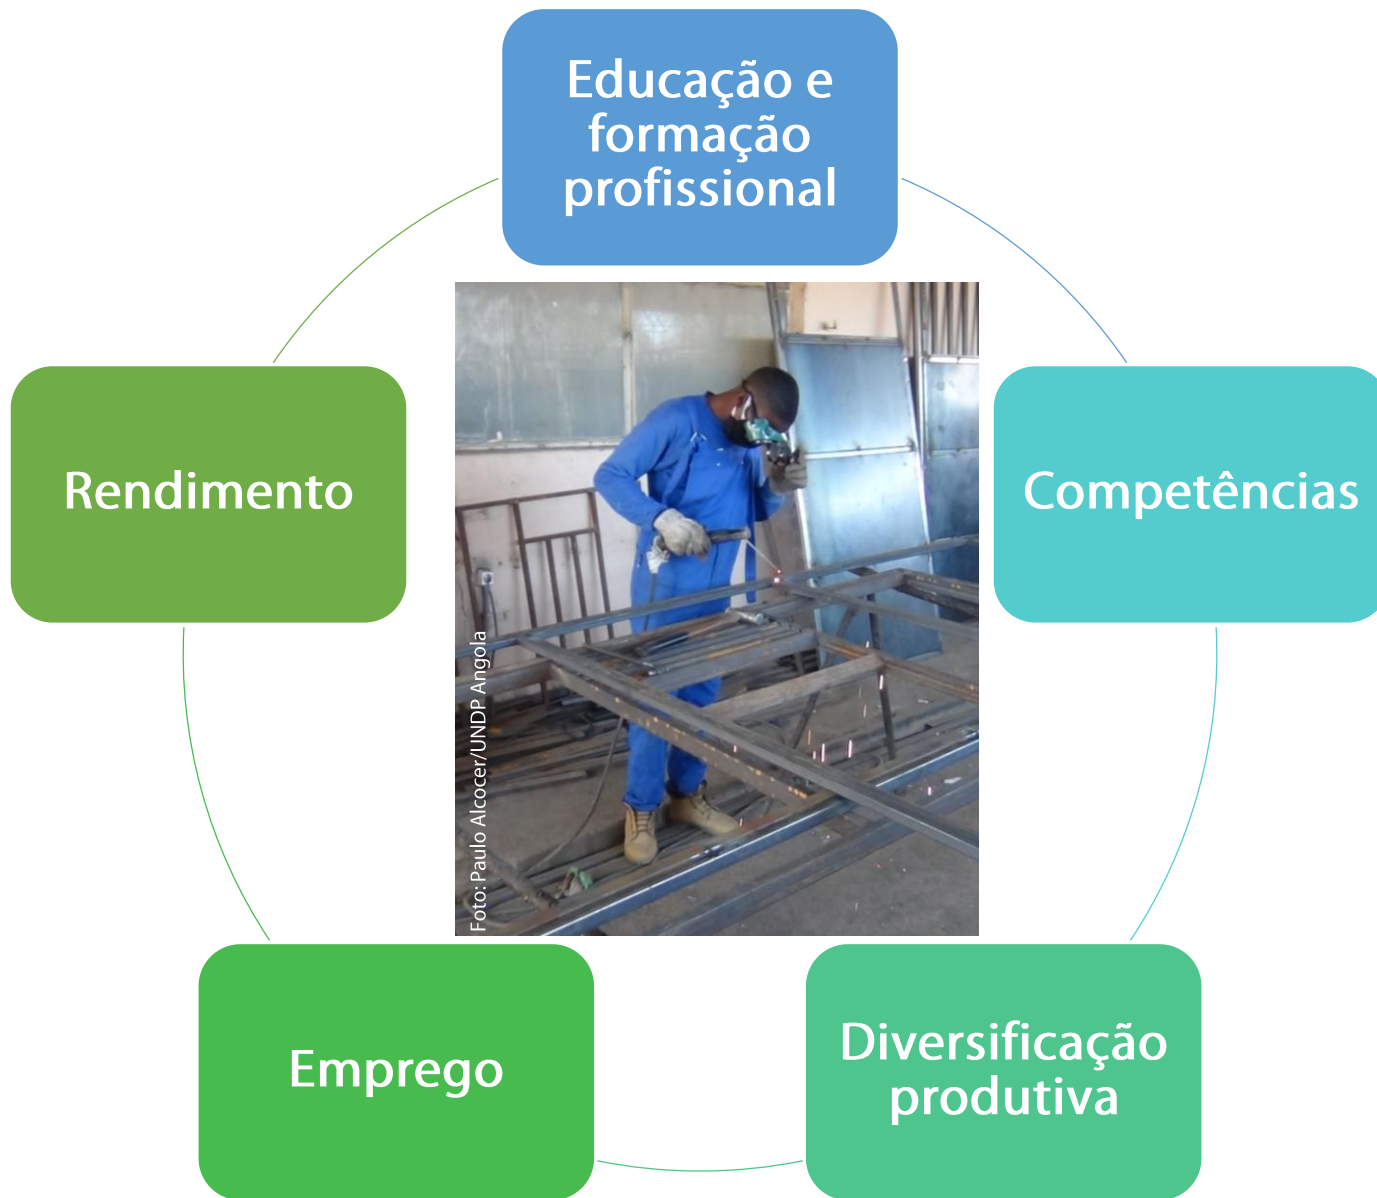 Educação e
formação
profissional
Rendimento
Competências
Foto: Paulo Alcocer/UNDP Angola
Emprego
Diversificação
produtiva